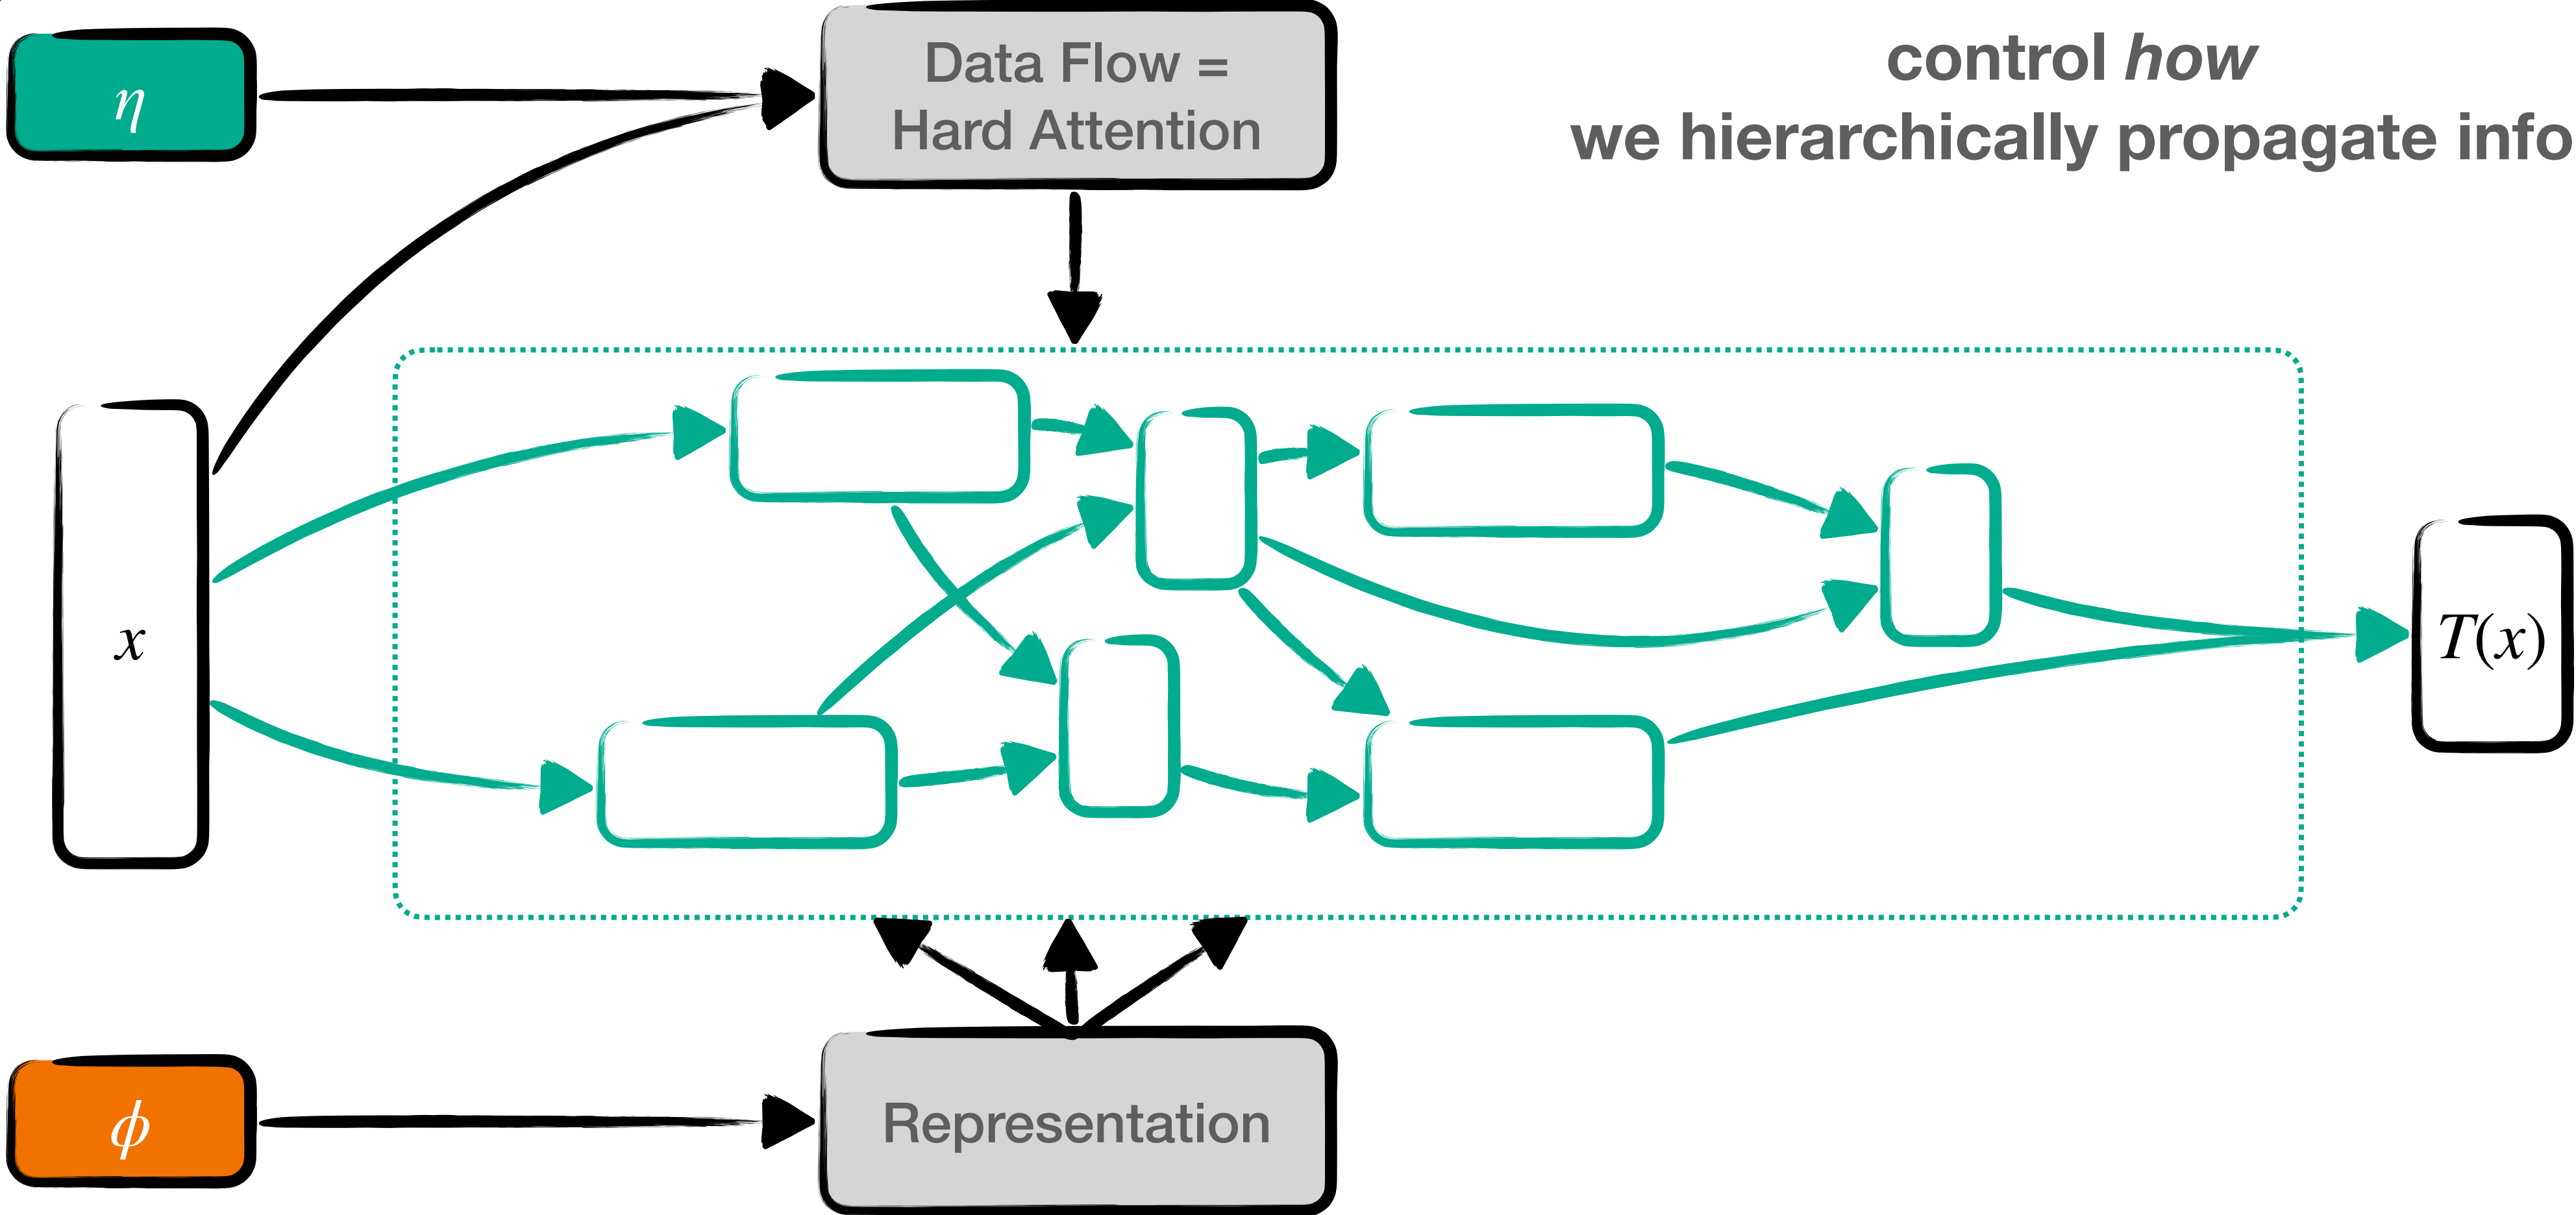 η
Data Flow =
Hard Attention
control how
we hierarchically propagate info
x
T(x)
ϕ
Representation